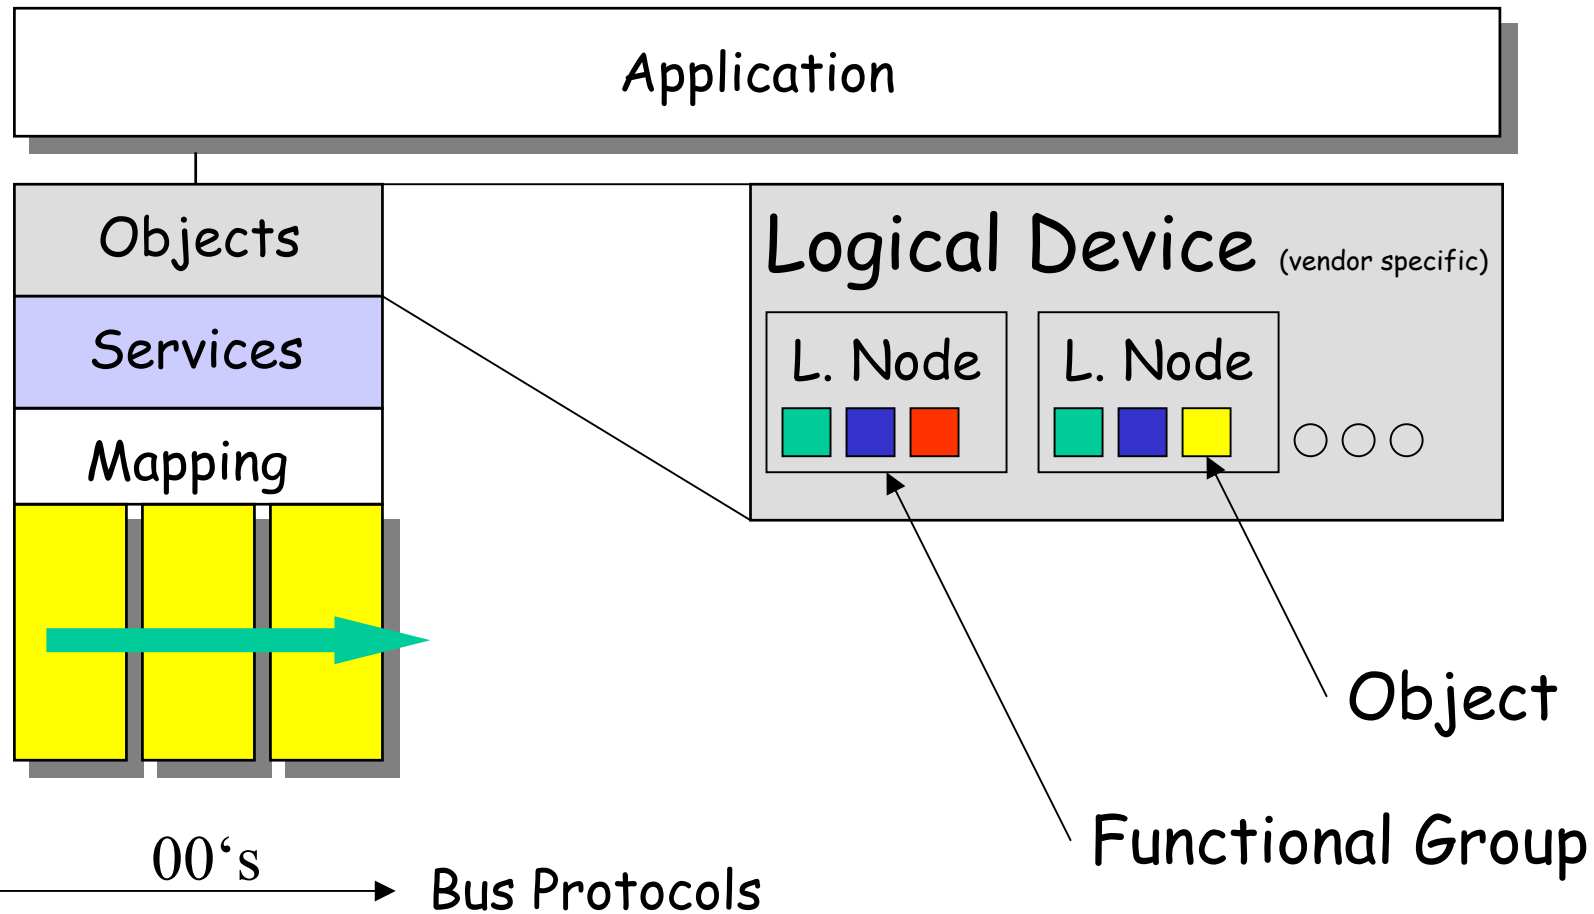 Application
Objects
Services
Mapping
Logical Device (vendor specific)
L. Node
L. Node
Object
Functional Group
00‘s
Bus Protocols